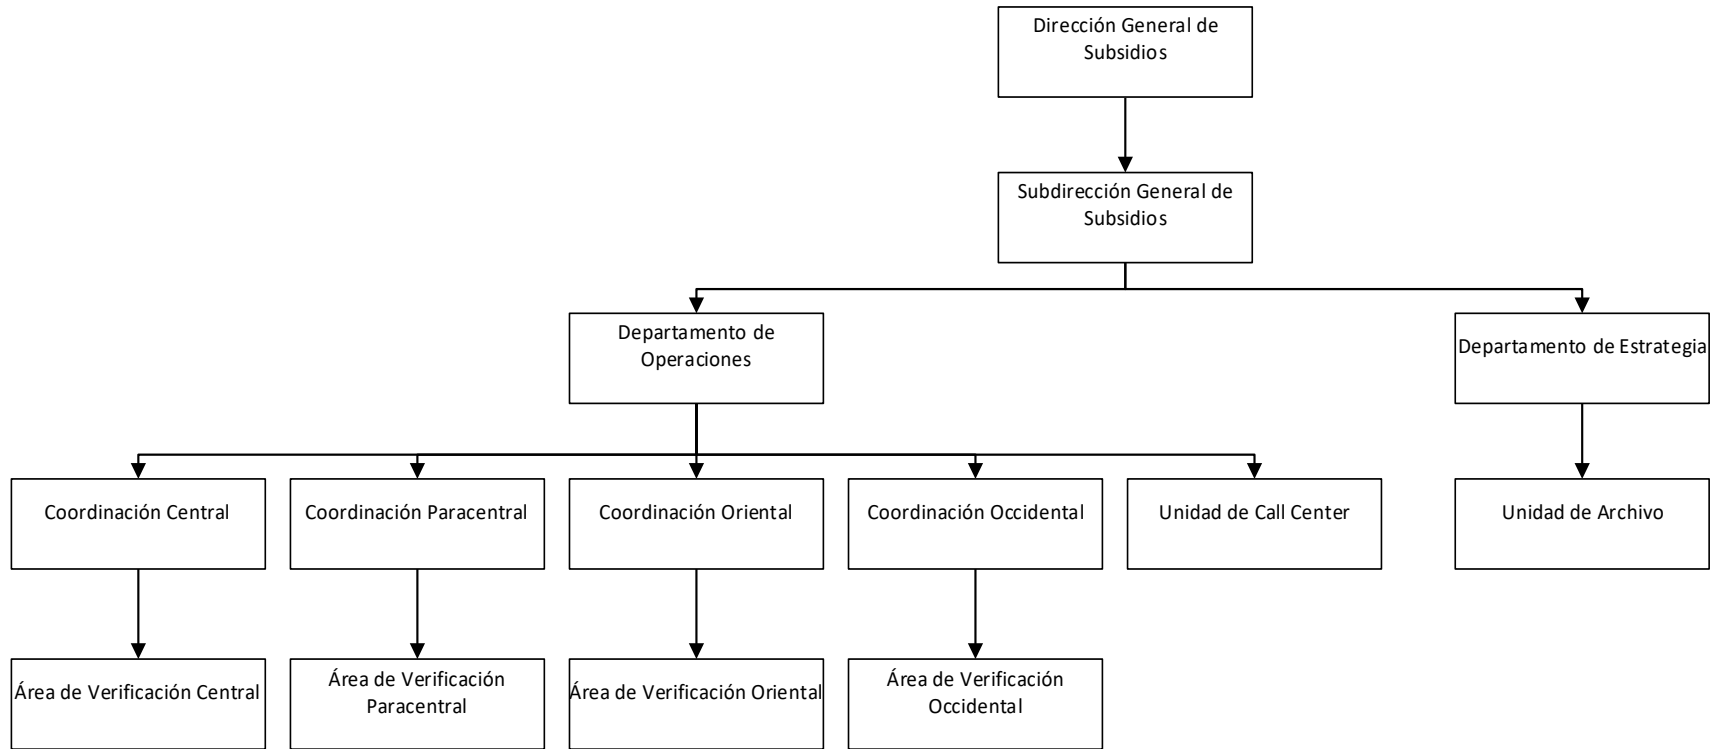 Dirección General de
Subsidios
Subdirección General de
Subsidios
Departamento de
Operaciones
Departamento de Estrategia
Coordinación Central
Coordinación Paracentral
Coordinación Oriental
Coordinación Occidental
Unidad de Call Center
Unidad de Archivo
Área de Verificación Central
Área de Verificación
Paracentral
Área de Verificación Oriental
Área de Verificación
Occidental